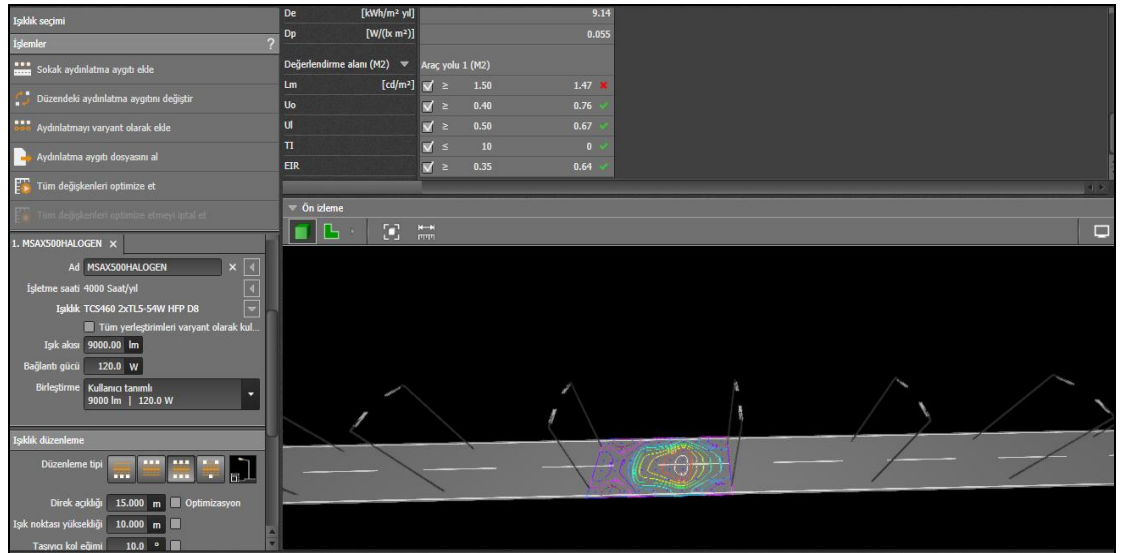 Işıklık seçimi
İşlemler ?
Sokak aydınlatma aygıtı ekle
Düzendeki aydınlatma aygıtını değiştir
Aydınlatmayı varyant olarak ekle
Aydınlatma aygıtı dosyasını al
Tüm değişkenleri optimize et
Tüm değişkenleri optimize etmeyi iptal et
1. MSAX500HALOGEN ×
Ad MSAX500HALOGEN ×
İşletme saati 4000 Saat/yıl
Işıklık TCS460 2xTL5-54W HFP D8
Tüm yerleştirimleri varyant olarak kul...
Işık akısı 9000.00 lm
Bağlantı gücü 120.0 W
Birleştirme Kullanıcı tanımlı
9000 lm | 120.0 W
Işıklık düzenleme
Düzenleme tipi
Direk açıklığı 15.000 m Optimizasyon
Işık noktası yüksekliği 10.000 m
Taşıyıcı kol eğimi 10.0 °
De [kWh/m² yıl] 9.14
Dp [W/(lx m²)] 0.055
Değerlendirme alanı (M2) Araç yolu 1 (M2)
Lm [cd/m²] ≥ 1.50 1.47
Uo ≥ 0.40 0.76
Ul ≥ 0.50 0.67
TI ≤ 10 0
EIR ≥ 0.35 0.64
Ön izleme